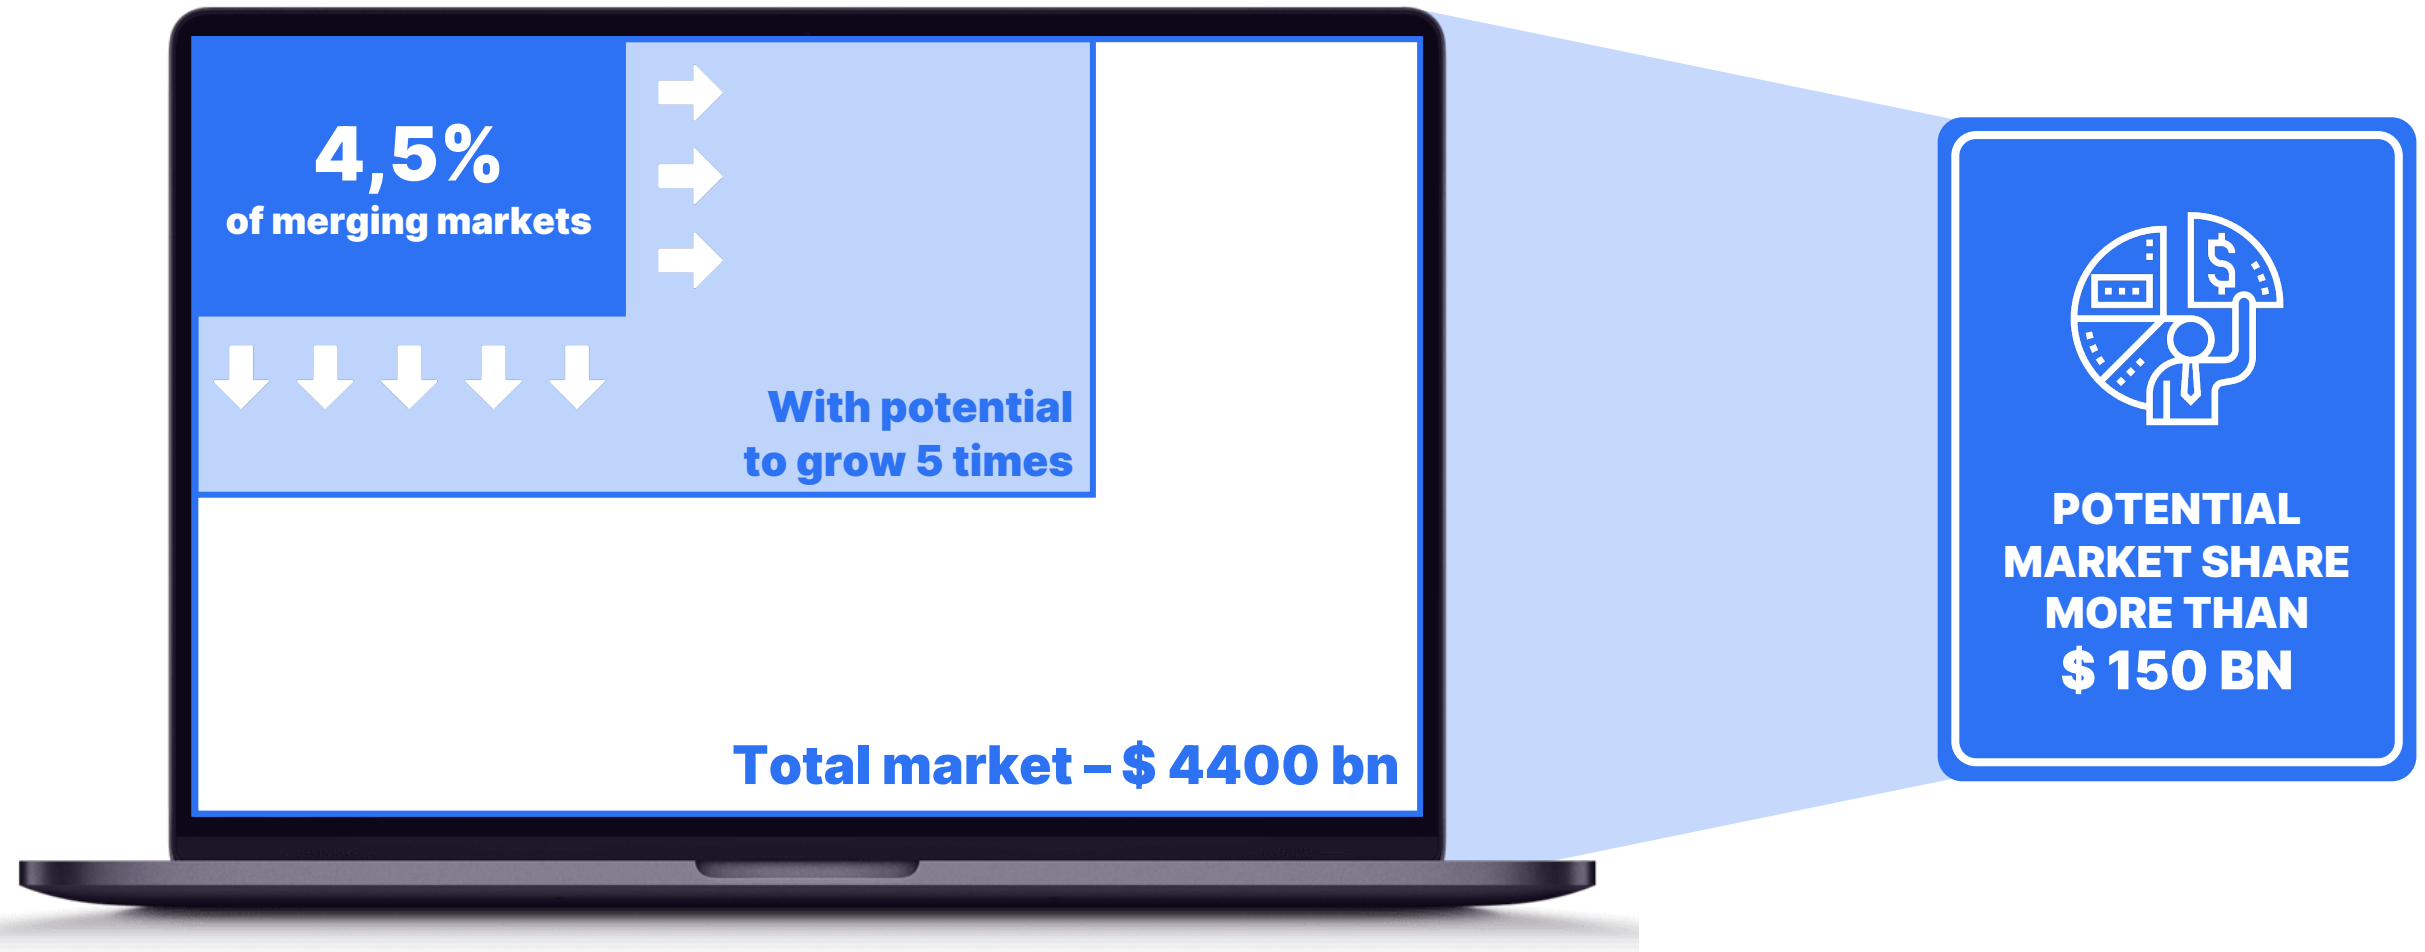 4,5%
of merging markets
With potential
to grow 5 times
Total market – $ 4400 bn
$
POTENTIAL
MARKET SHARE
MORE THAN
$ 150 BN